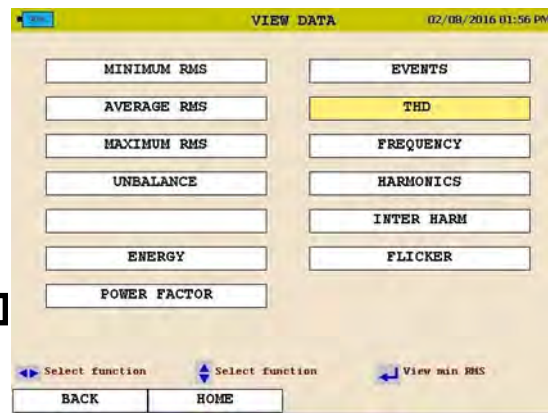 VIEW DATA 02/08/2016 01:56 PM
MINIMUM RMS EVENTS
AVERAGE RMS THD
MAXIMUM RMS FREQUENCY
UNBALANCE HARMONICS
INTER HARM
ENERGY FLICKER
POWER FACTOR
Select function Select function View min RMS
BACK HOME